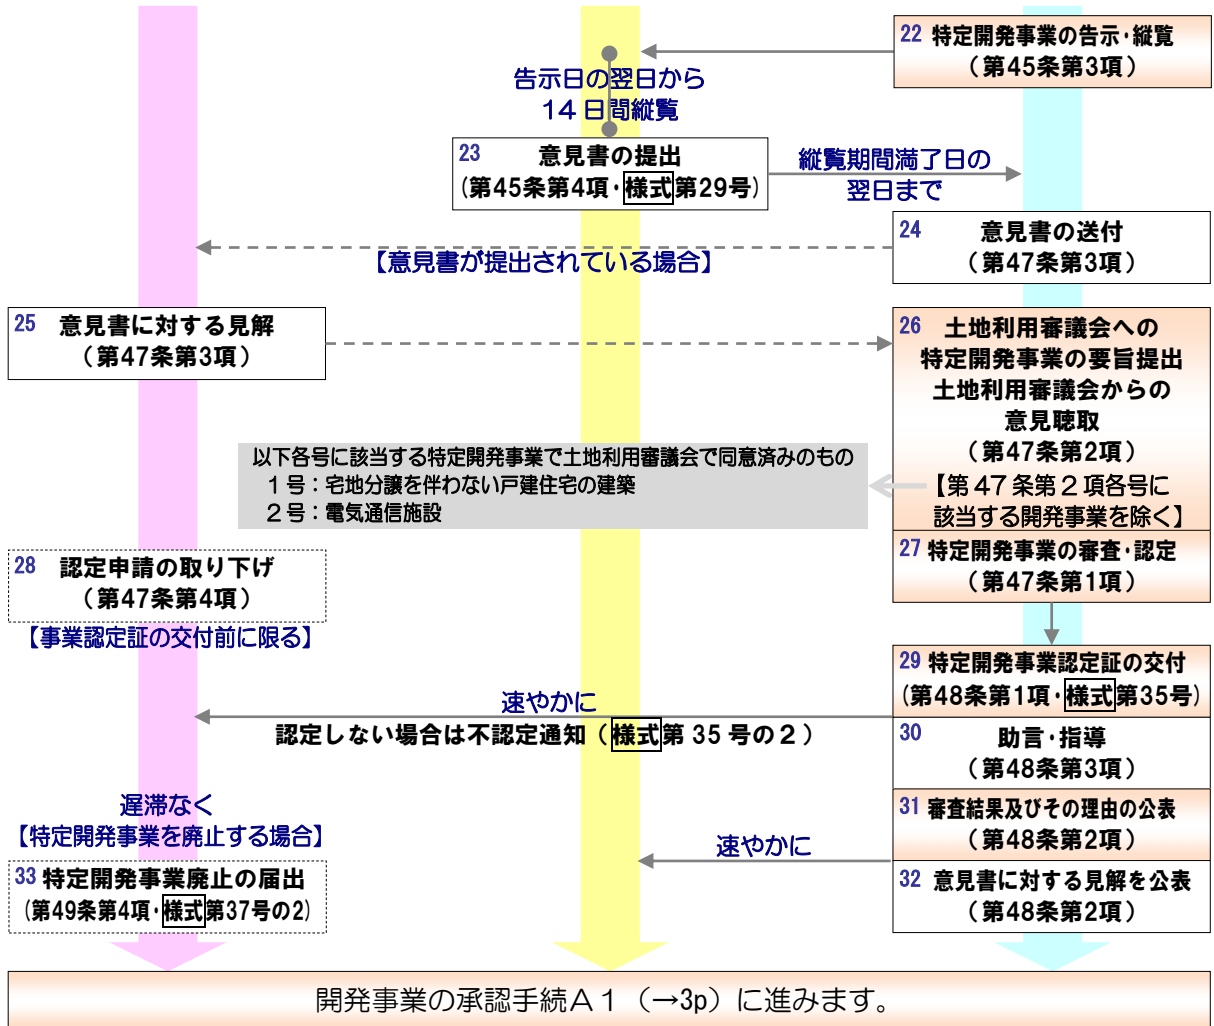 22 特定開発事業の告示・縦覧
（第45条第3項）
告示日の翌日から
14日間縦覧
23 意見書の提出
(第45条第4項・様式第29号)
縦覧期間満了日の
翌日まで
24 意見書の送付
（第47条第3項）
【意見書が提出されている場合】
25 意見書に対する見解
（第47条第3項）
26 土地利用審議会への
特定開発事業の要旨提出
土地利用審議会からの
意見聴取
（第47条第2項）
【第47条第２項各号に
該当する開発事業を除く】
以下各号に該当する特定開発事業で土地利用審議会で同意済みのもの
１号：宅地分譲を伴わない戸建住宅の建築
２号：電気通信施設
27 特定開発事業の審査・認定
（第47条第1項）
28 認定申請の取り下げ
（第47条第4項）
【事業認定証の交付前に限る】
29 特定開発事業認定証の交付
(第48条第1項・様式第35号)
速やかに
認定しない場合は不認定通知（様式第 35 号の２）
30 助言・指導
（第48条第3項）
31 審査結果及びその理由の公表
（第48条第2項）
速やかに
32 意見書に対する見解を公表
（第48条第2項）
遅滞なく
【特定開発事業を廃止する場合】
33 特定開発事業廃止の届出
(第49条第4項・様式第37号の2)
開発事業の承認手続Ａ１（→3p）に進みます。